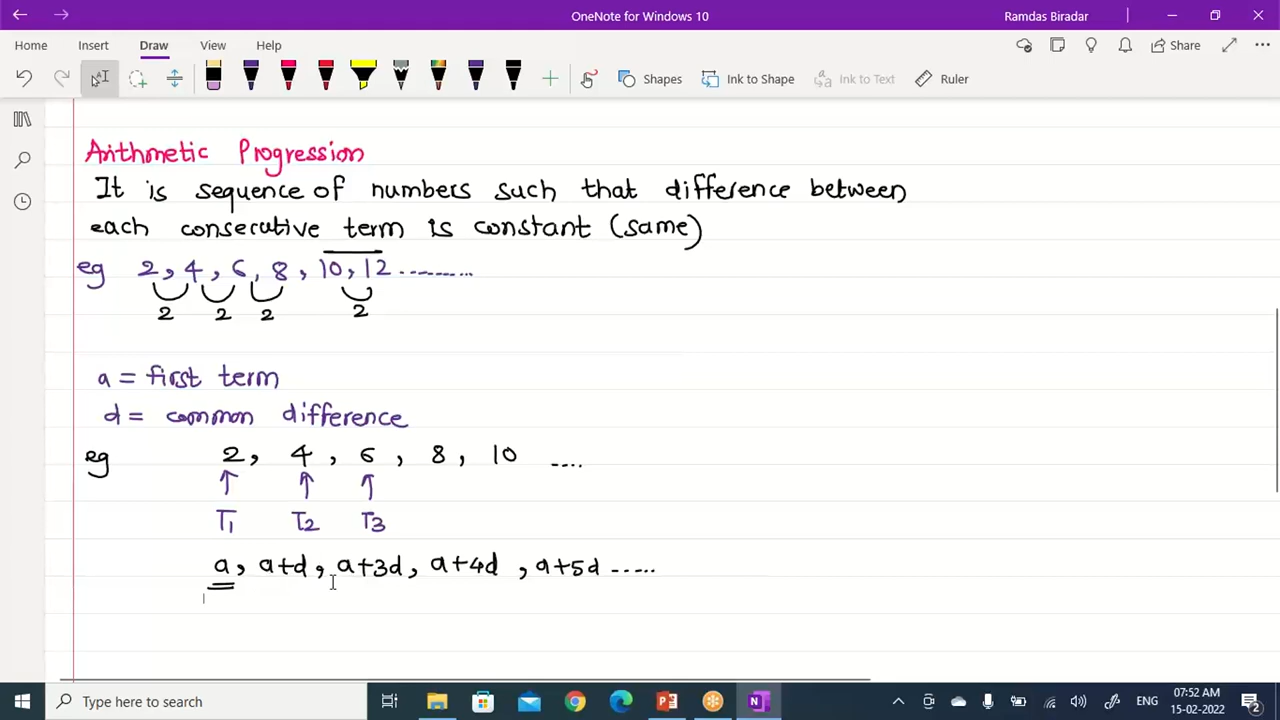 OneNote for Windows 10
Ramdas Biradar
Home Insert Draw View Help
Share
Shapes Ink to Shape Ink to Text Ruler
Arithmetic Progression
It is sequence of numbers such that difference between
each consecutive term is constant (same)
eg 2, 4, 6, 8, 10, 12 ..........
2 2 2 2
a = first term
d = common difference
eg 2, 4, 6, 8, 10 ....
T1 T2 T3
a, a+d, a+3d, a+4d, a+5d .....
Type here to search
ENG
07:52 AM
15-02-2022
2